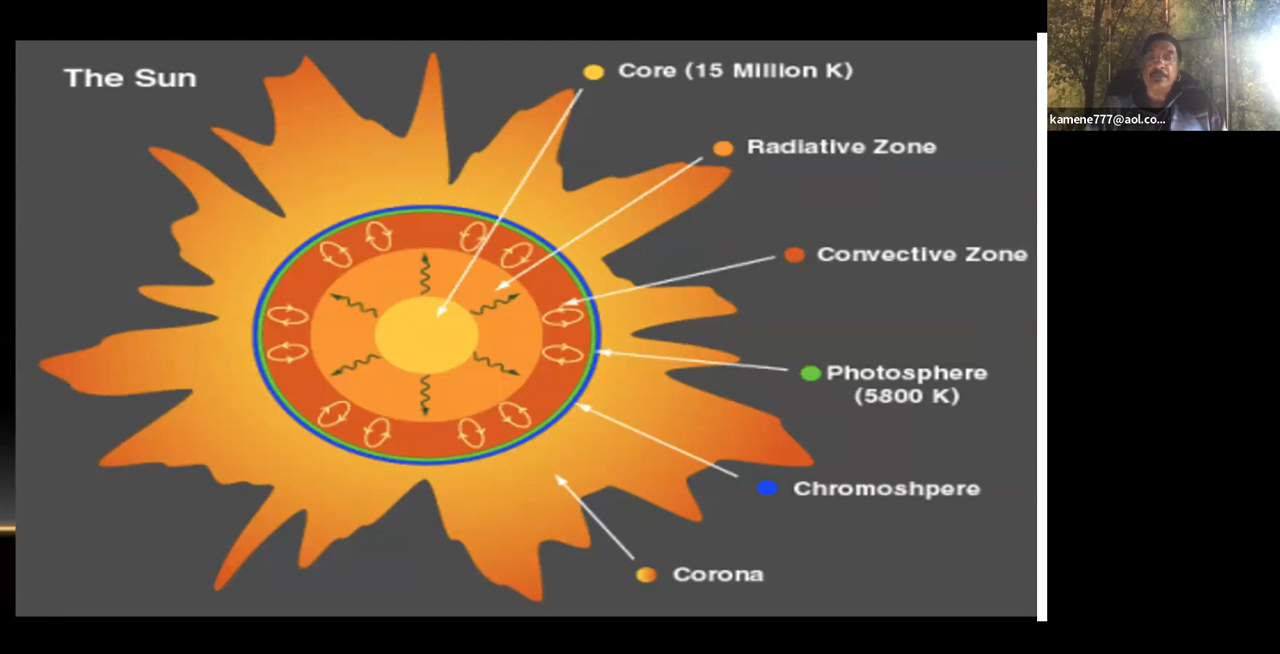 The Sun
Core (15 Million K)
Radiative Zone
Convective Zone
Photosphere
(5800 K)
Chromoshpere
Corona
kamene777@aol.co...